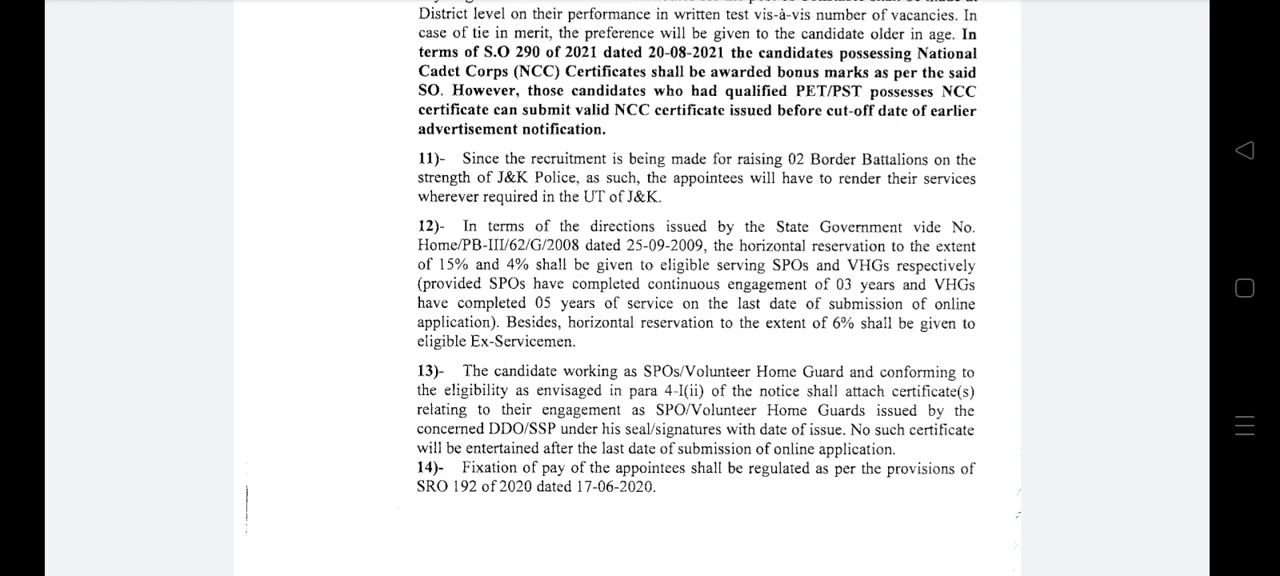 District level on their performance in written test vis-à-vis number of vacancies. In
case of tie in merit, the preference will be given to the candidate older in age. In
terms of S.O 290 of 2021 dated 20-08-2021 the candidates possessing National
Cadet Corps (NCC) Certificates shall be awarded bonus marks as per the said
SO. However, those candidates who had qualified PET/PST possesses NCC
certificate can submit valid NCC certificate issued before cut-off date of earlier
advertisement notification.
11)- Since the recruitment is being made for raising 02 Border Battalions on the
strength of J&K Police, as such, the appointees will have to render their services
wherever required in the UT of J&K.
12)- In terms of the directions issued by the State Government vide No.
Home/PB-III/62/G/2008 dated 25-09-2009, the horizontal reservation to the extent
of 15% and 4% shall be given to eligible serving SPOs and VHGs respectively
(provided SPOs have completed continuous engagement of 03 years and VHGs
have completed 05 years of service on the last date of submission of online
application). Besides, horizontal reservation to the extent of 6% shall be given to
eligible Ex-Servicemen.
13)- The candidate working as SPOs/Volunteer Home Guard and conforming to
the eligibility as envisaged in para 4-I(ii) of the notice shall attach certificate(s)
relating to their engagement as SPO/Volunteer Home Guards issued by the
concerned DDO/SSP under his seal/signatures with date of issue. No such certificate
will be entertained after the last date of submission of online application.
14)- Fixation of pay of the appointees shall be regulated as per the provisions of
SRO 192 of 2020 dated 17-06-2020.